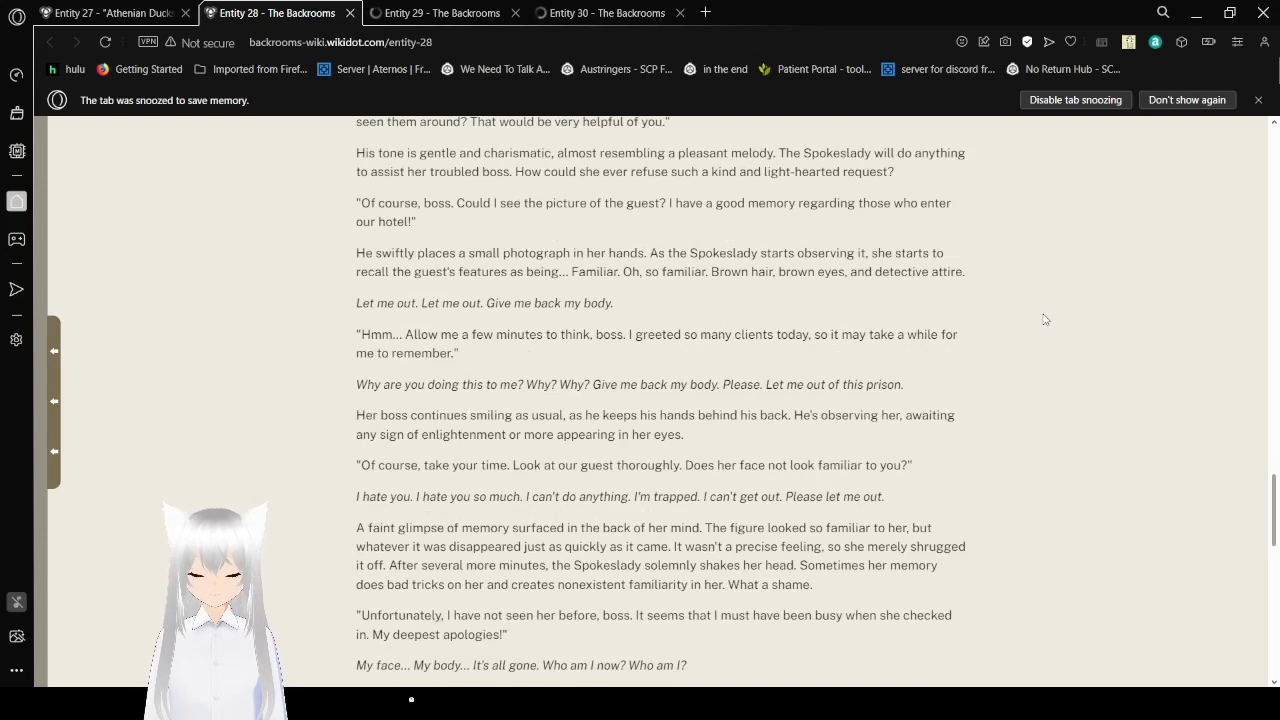 Entity 27 - "Athenian Ducks
Entity 28 - The Backrooms
Entity 29 - The Backrooms
Entity 30 - The Backrooms
VPN
Not secure
backrooms-wiki.wikidot.com/entity-28
hulu
Getting Started
Imported from Firef...
Server | Aternos | Fr...
We Need To Talk A...
Austringers - SCP F...
in the end
Patient Portal - tool...
server for discord fr...
No Return Hub - SC...
The tab was snoozed to save memory.
Disable tab snoozing
Don't show again
seen them around? That would be very helpful of you."
His tone is gentle and charismatic, almost resembling a pleasant melody. The Spokeslady will do anything
to assist her troubled boss. How could she ever refuse such a kind and light-hearted request?
"Of course, boss. Could I see the picture of the guest? I have a good memory regarding those who enter
our hotel!"
He swiftly places a small photograph in her hands. As the Spokeslady starts observing it, she starts to
recall the guest's features as being... Familiar. Oh, so familiar. Brown hair, brown eyes, and detective attire.
Let me out. Let me out. Give me back my body.
"Hmm... Allow me a few minutes to think, boss. I greeted so many clients today, so it may take a while for
me to remember."
Why are you doing this to me? Why? Why? Give me back my body. Please. Let me out of this prison.
Her boss continues smiling as usual, as he keeps his hands behind his back. He's observing her, awaiting
any sign of enlightenment or more appearing in her eyes.
"Of course, take your time. Look at our guest thoroughly. Does her face not look familiar to you?"
I hate you. I hate you so much. I can't do anything. I'm trapped. I can't get out. Please let me out.
A faint glimpse of memory surfaced in the back of her mind. The figure looked so familiar to her, but
whatever it was disappeared just as quickly as it came. It wasn't a precise feeling, so she merely shrugged
it off. After several more minutes, the Spokeslady solemnly shakes her head. Sometimes her memory
does bad tricks on her and creates nonexistent familiarity in her. What a shame.
"Unfortunately, I have not seen her before, boss. It seems that I must have been busy when she checked
in. My deepest apologies!"
My face... My body... It's all gone. Who am I now? Who am I?